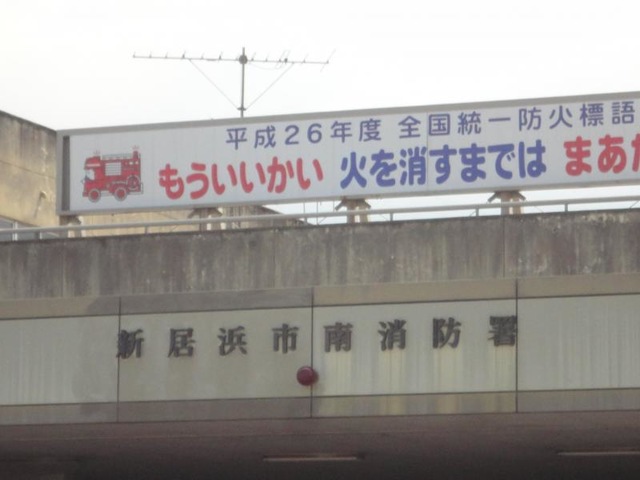 平成26年度 全国統一防火標語
もういいかい 火を消すまでは まあだ
新居浜市南消防署